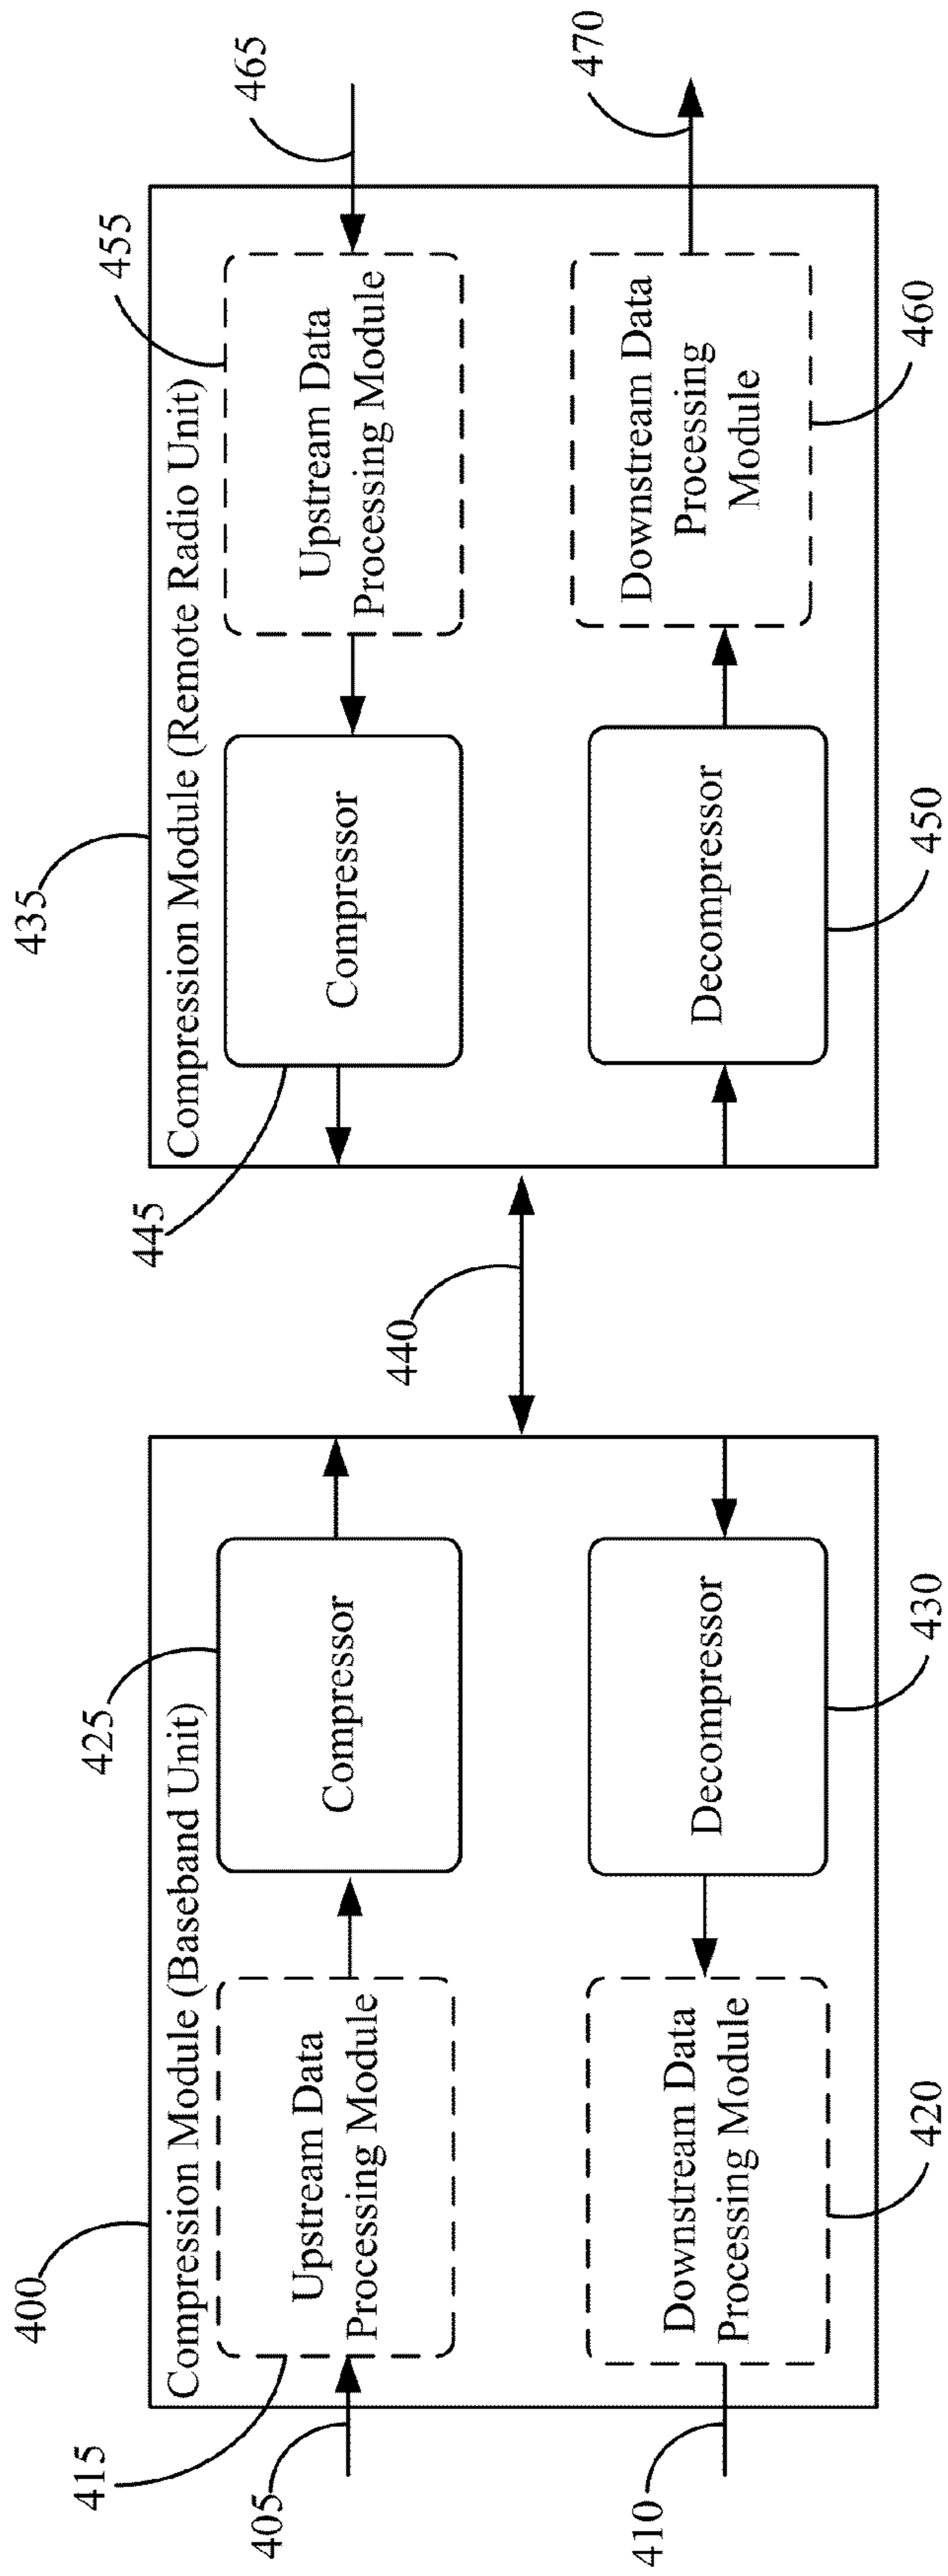 400
Compression Module (Baseband Unit)
415
Upstream Data
Processing Module
405
425
Compressor
410
Downstream Data
Processing Module
420
Decompressor
430
440
435
Compression Module (Remote Radio Unit)
445
Compressor
455
Upstream Data
Processing Module
465
Decompressor
450
Downstream Data
Processing
Module
460
470